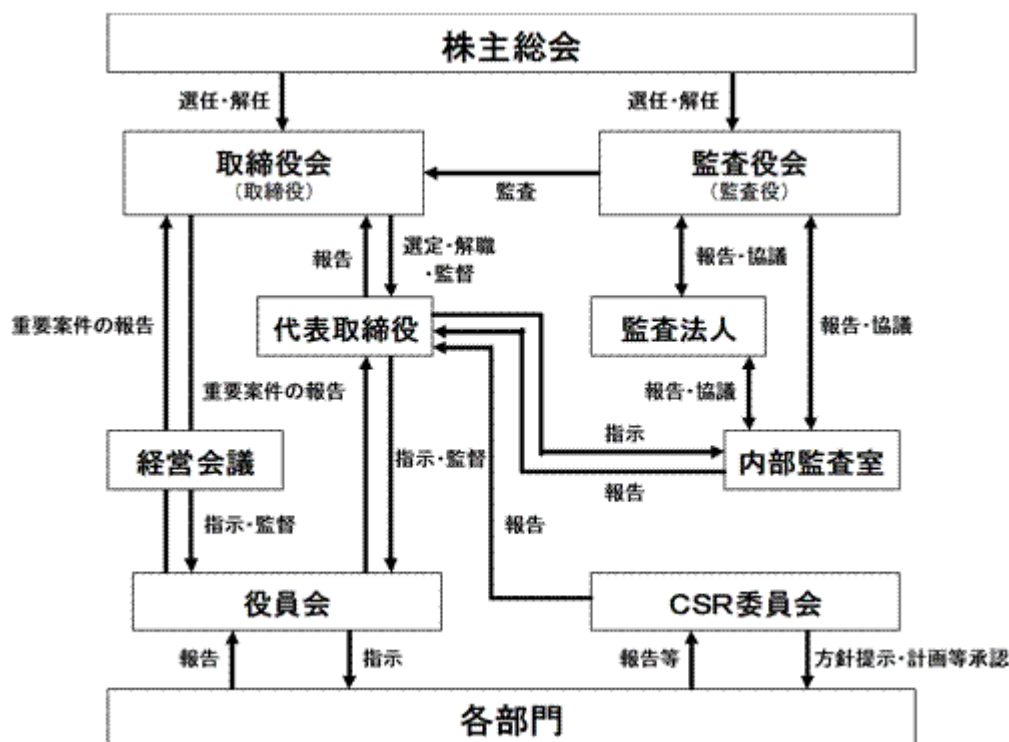 株主総会
選任・解任
選任・解任
取締役会
(取締役)
監査役会
(監査役)
監査
報告
選定・解職
・監督
報告・協議
重要案件の報告
代表取締役
監査法人
報告・協議
重要案件の報告
報告・協議
指示
経営会議
指示・監督
内部監査室
報告
指示・監督
報告
役員会
CSR委員会
報告
指示
報告等
方針提示・計画等承認
各部門